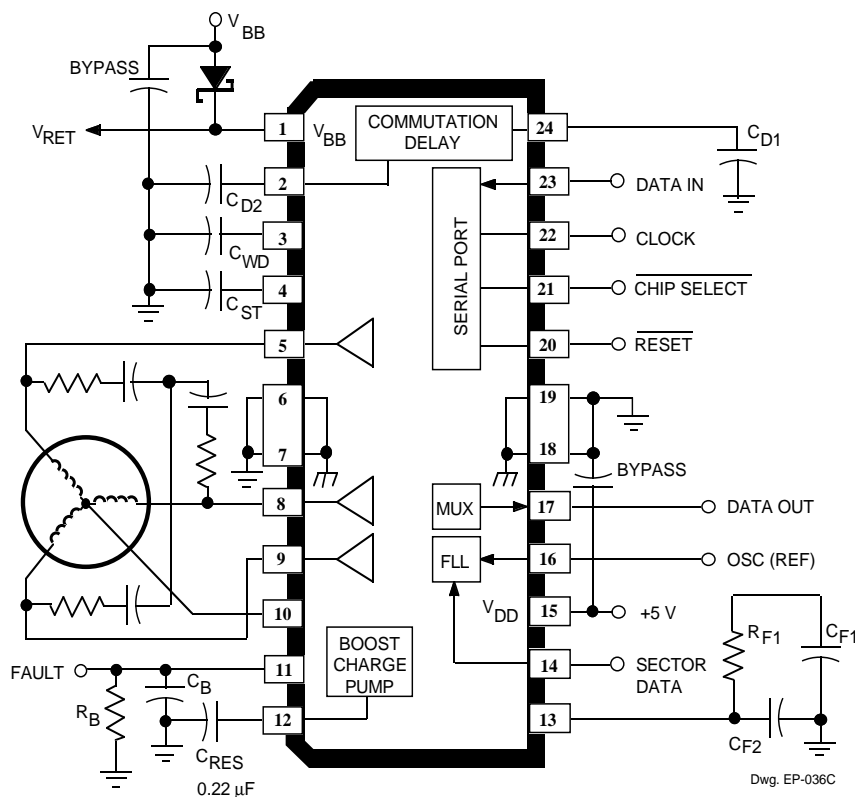 V BB
BYPASS
V RET
1
V BB
COMMUTATION
DELAY
24
C D1
2
C D2
23
DATA IN
3
C WD
SERIAL PORT
22
CLOCK
4
C ST
21
CHIP SELECT
5
20
RESET
6
19
7
18
BYPASS
8
MUX
17
DATA OUT
9
FLL
16
OSC (REF)
10
V DD
15
+5 V
R F1
C F1
FAULT
11
BOOST
CHARGE
PUMP
14
SECTOR
DATA
C B
R B
12
13
C RES
C F2
0.22 µF
Dwg. EP-036C